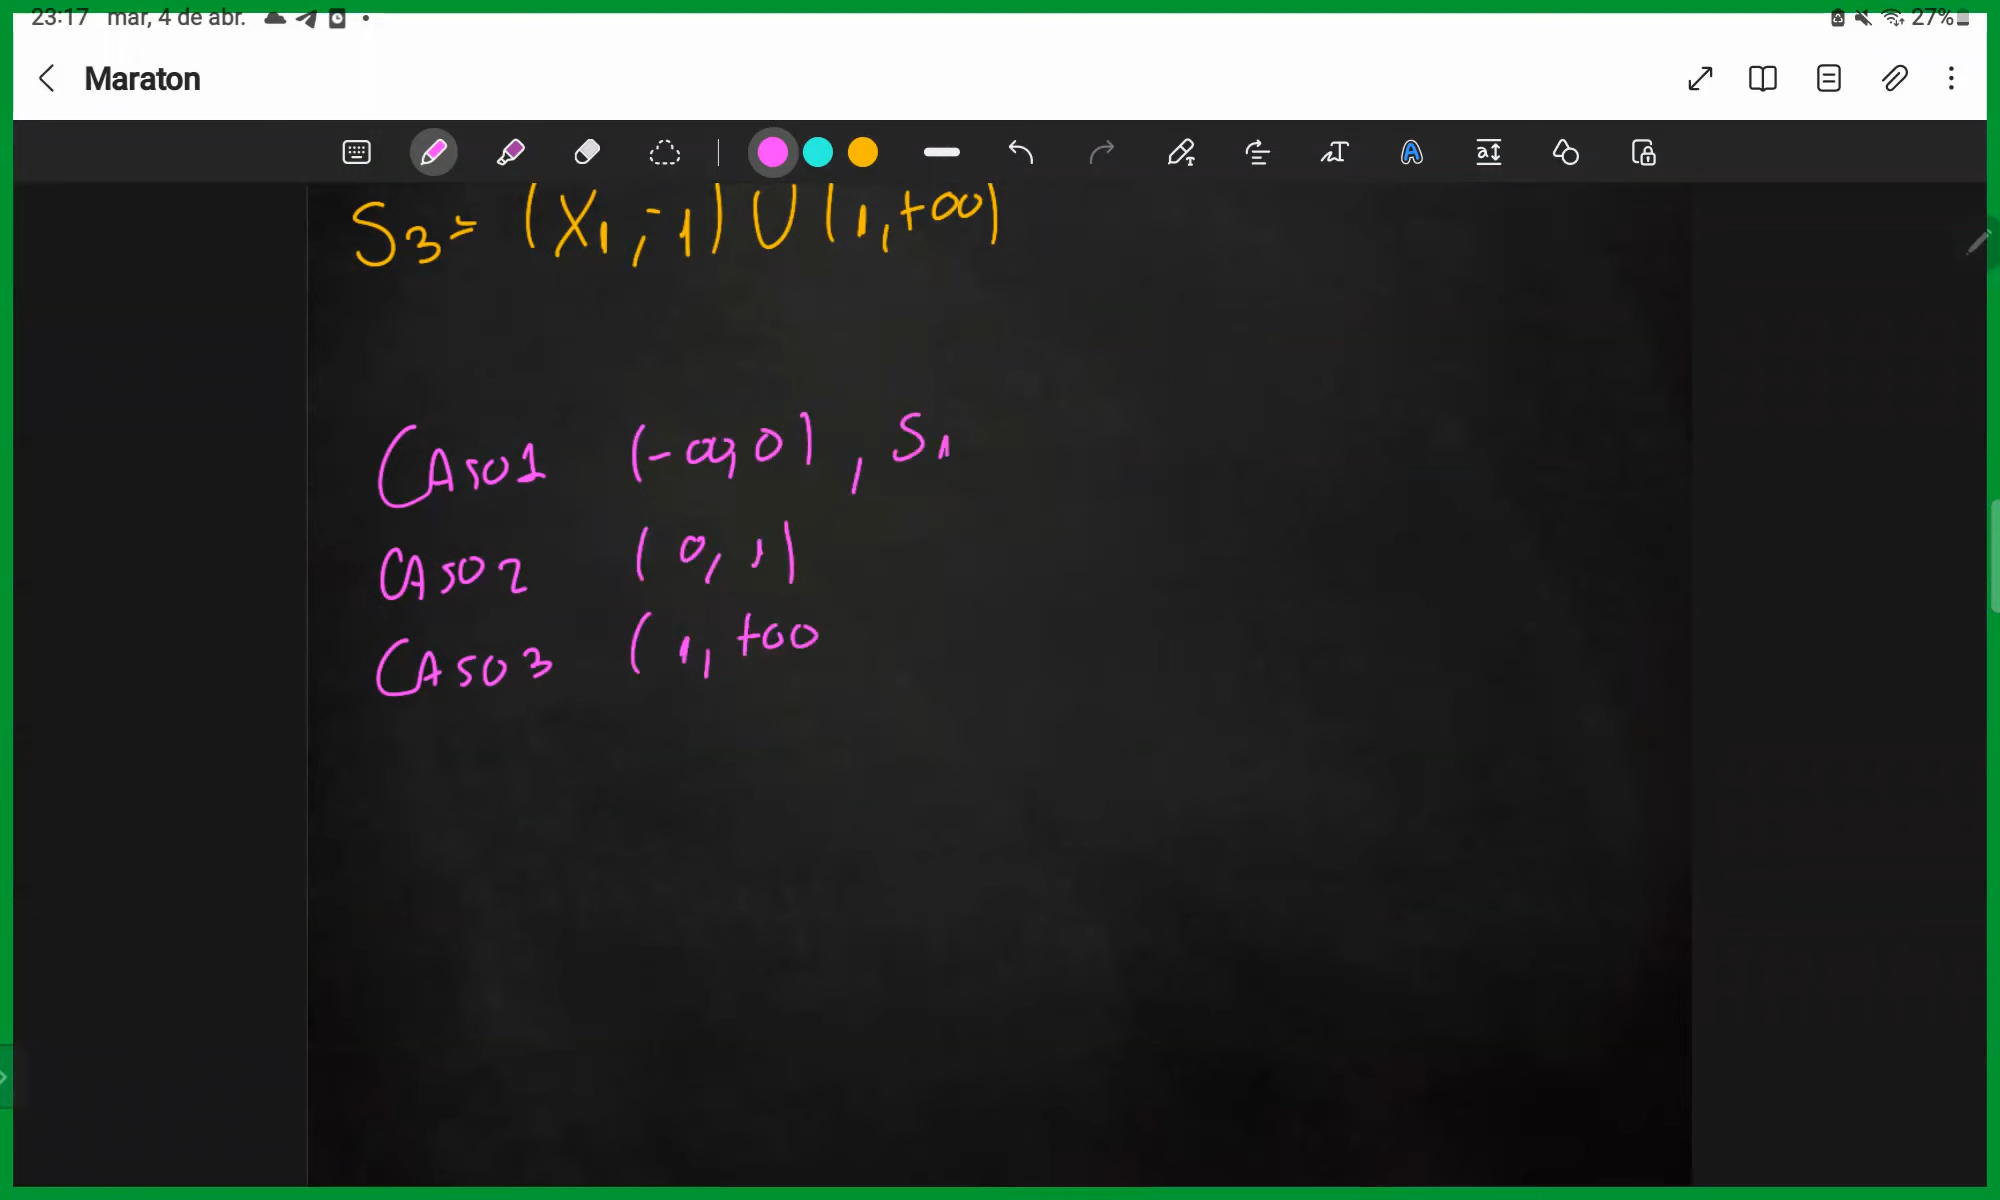 23:17 mar, 4 de abr. 27%
Maraton
S3= (X1, -1) U (1, +∞)
CASO1 (-∞, 0) , S1
CASO2 (0, 1)
CASO3 (1, +∞